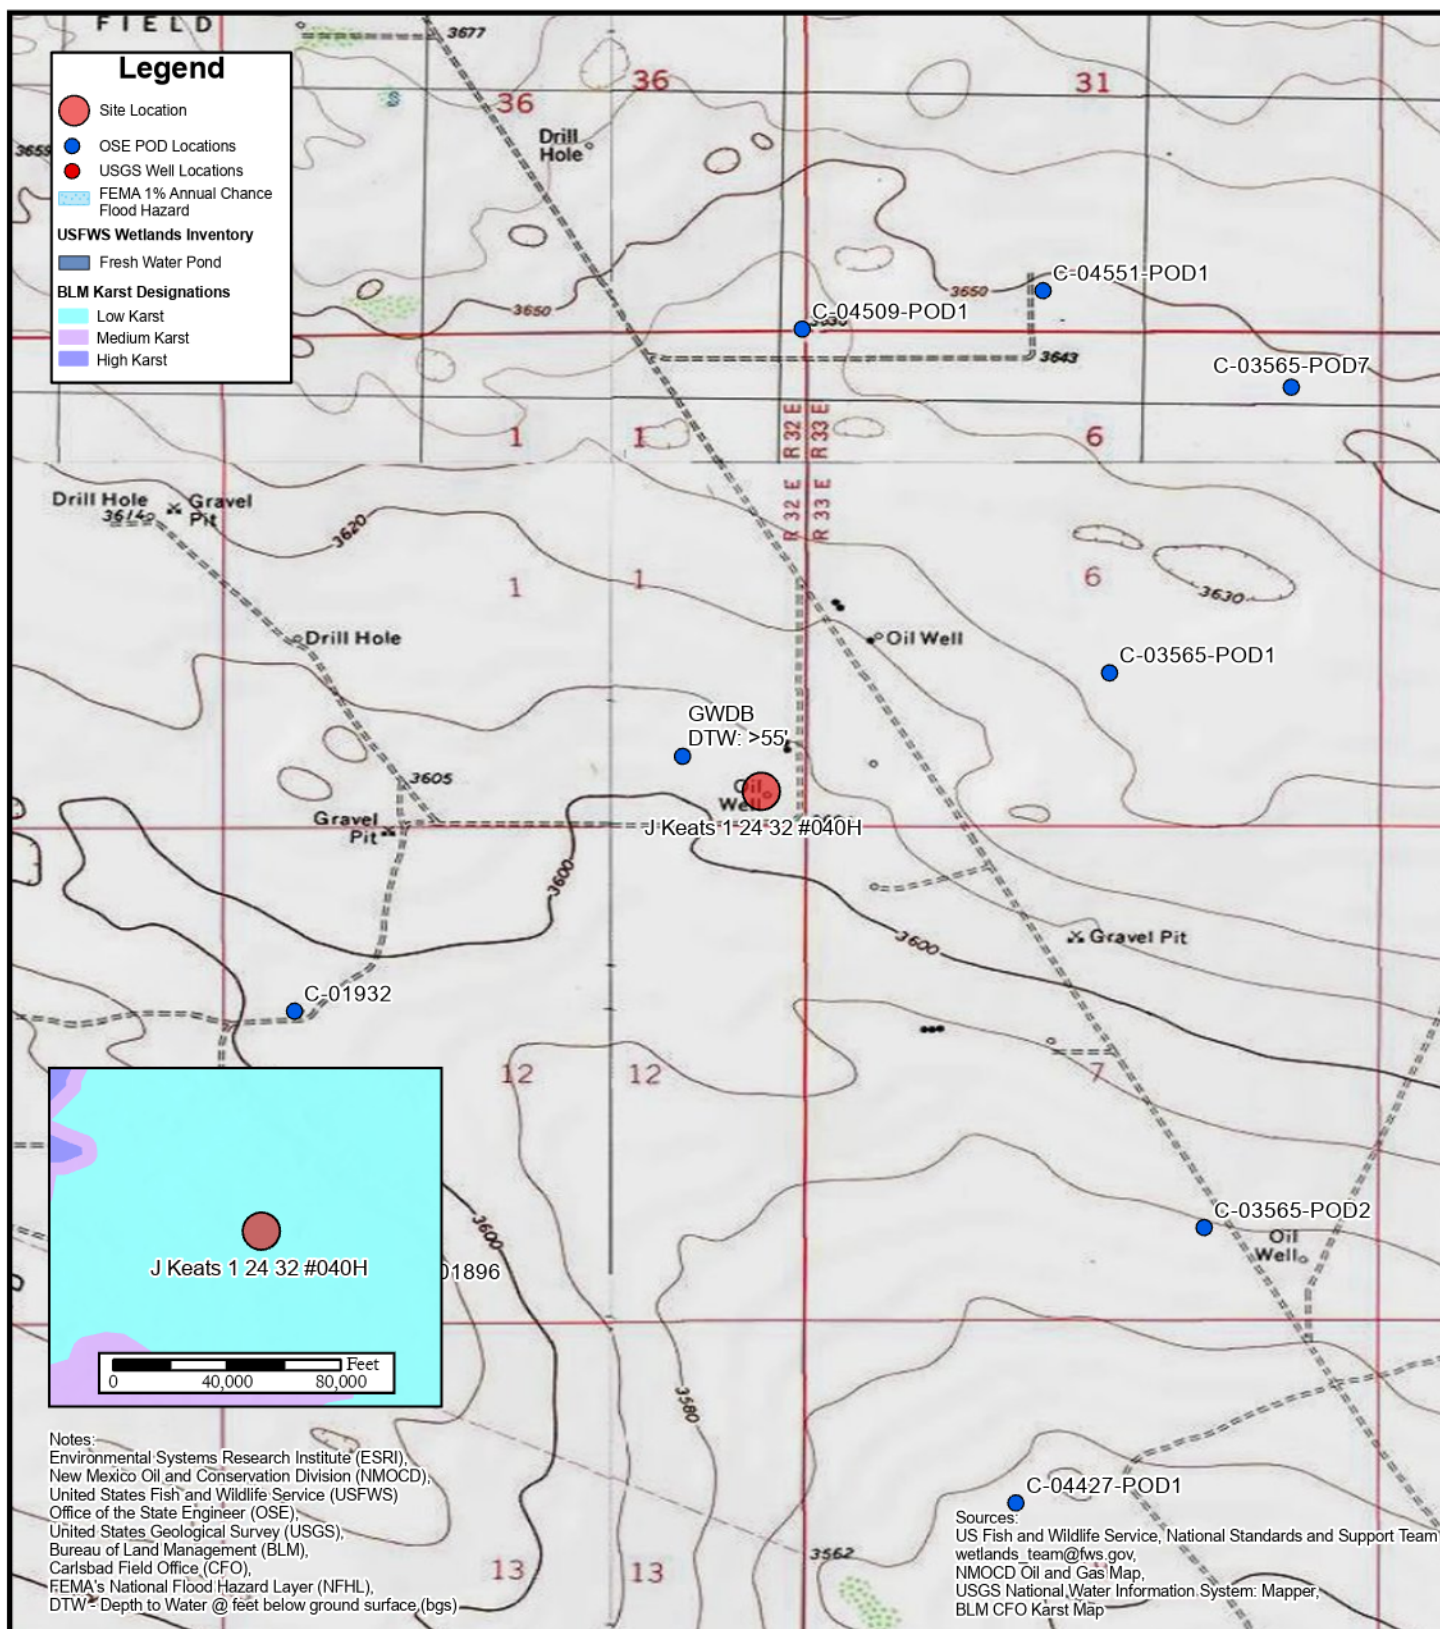 FIELD
3677
Legend
Site Location
OSE POD Locations
USGS Well Locations
FEMA 1% Annual Chance
Flood Hazard
USFWS Wetlands Inventory
Fresh Water Pond
BLM Karst Designations
Low Karst
Medium Karst
High Karst
36
36
31
3659
Drill
Hole
3650
3650
C-04551-POD1
C-04509-POD1
3643
C-03565-POD7
R 32 E
R 33 E
1
1
6
Drill Hole
3614
Gravel
Pit
3620
R 32 E
R 33 E
1
1
6
3630
Drill Hole
Oil Well
C-03565-POD1
GWDB
DTW: >55'
3605
Oil
Well
Gravel
Pit
J Keats 1 24 32 #040H
3600
3600
Gravel Pit
C-01932
12
12
7
3600
C-03565-POD2
Oil
Well
J Keats 1 24 32 #040H
01896
Feet
0
40,000
80,000
3580
C-04427-POD1
3562
13
13
Notes:
Environmental Systems Research Institute (ESRI),
New Mexico Oil and Conservation Division (NMOCD),
United States Fish and Wildlife Service (USFWS)
Office of the State Engineer (OSE),
United States Geological Survey (USGS),
Bureau of Land Management (BLM),
Carlsbad Field Office (CFO),
FEMA's National Flood Hazard Layer (NFHL),
DTW - Depth to Water @ feet below ground surface (bgs)
Sources:
US Fish and Wildlife Service, National Standards and Support Team
wetlands_team@fws.gov,
NMOCD Oil and Gas Map,
USGS National Water Information System: Mapper,
BLM CFO Karst Map